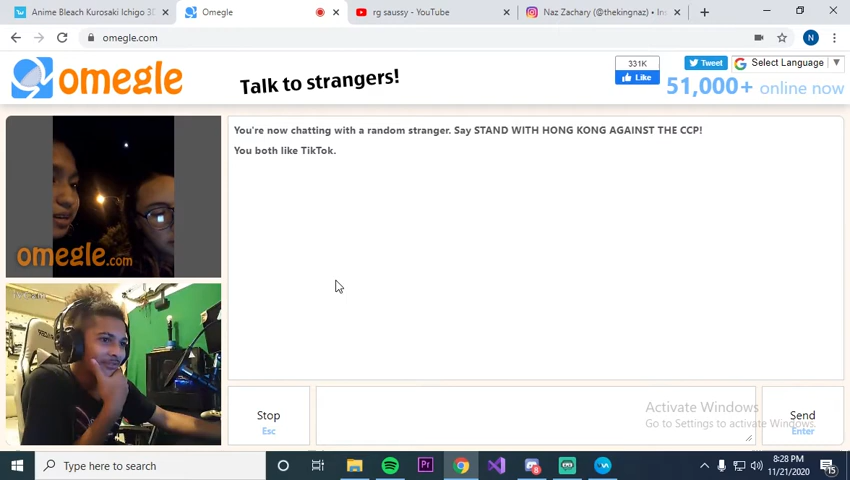 Anime Bleach Kurosaki Ichigo 3D
Omegle
rg saussy - YouTube
Naz Zachary (@thekingnaz) • In
omegle.com
N
omegle
Talk to strangers!
331K
Like
Tweet
Select Language
51,000+ online now
You're now chatting with a random stranger. Say STAND WITH HONG KONG AGAINST THE CCP!
You both like TikTok.
omegle.com
Stop
Esc
Send
Enter
Activate Windows
Go to Settings to activate Windows.
Type here to search
8:28 PM
11/21/2020